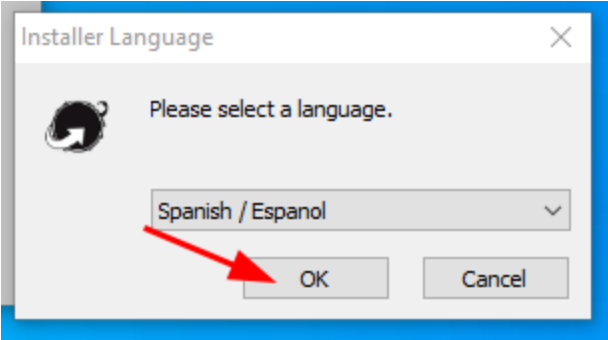 Installer Language
Please select a language.
Spanish / Espanol
OK
Cancel